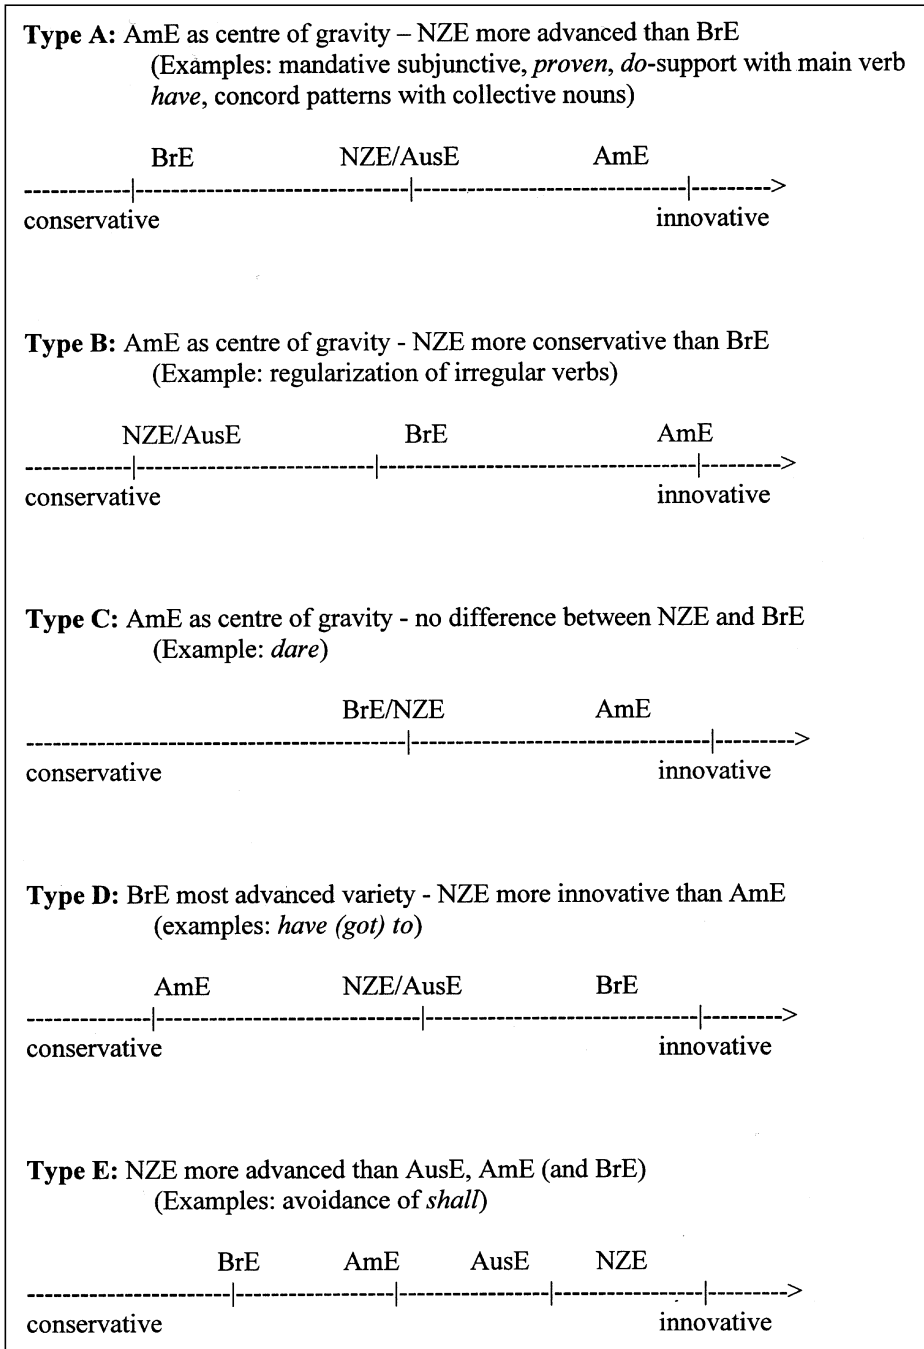 Type A: AmE as centre of gravity – NZE more advanced than BrE
(Examples: mandative subjunctive, proven, do-support with main verb
have, concord patterns with collective nouns)
BrE NZE/AusE AmE
------------|------------------------------|------------------------------|--------->
conservative innovative
Type B: AmE as centre of gravity - NZE more conservative than BrE
(Example: regularization of irregular verbs)
NZE/AusE BrE AmE
------------|--------------------------|-----------------------------------|--------->
conservative innovative
Type C: AmE as centre of gravity - no difference between NZE and BrE
(Example: dare)
BrE/NZE AmE
------------------------------------------|---------------------------------|--------->
conservative innovative
Type D: BrE most advanced variety - NZE more innovative than AmE
(examples: have (got) to)
AmE NZE/AusE BrE
--------------|-----------------------------|------------------------------|--------->
conservative innovative
Type E: NZE more advanced than AusE, AmE (and BrE)
(Examples: avoidance of shall)
BrE AmE AusE NZE
-----------------------|-----------------|-----------------|----------------|--------->
conservative innovative